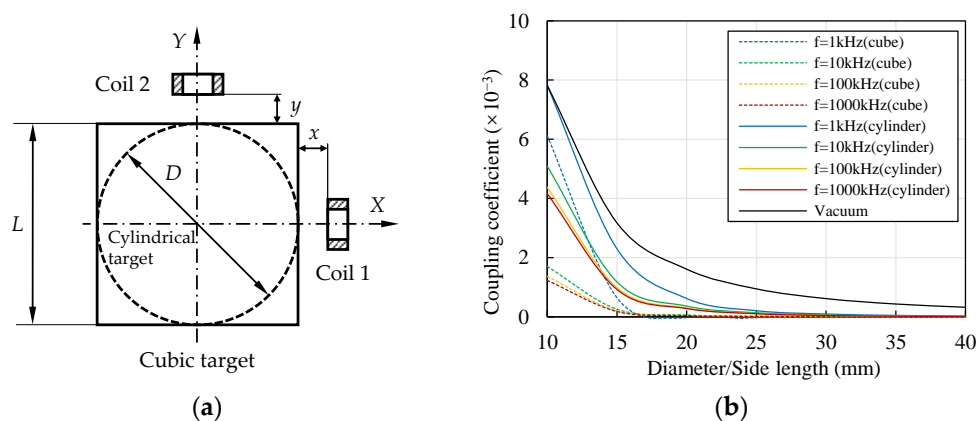 Y
Coil 2
y
x
D
L
X
Cylindrical
target
Coil 1
Cubic target
(a)
Coupling coefficient (×10⁻³)
10
8
6
4
2
0
f=1kHz(cube)
f=10kHz(cube)
f=100kHz(cube)
f=1000kHz(cube)
f=1kHz(cylinder)
f=10kHz(cylinder)
f=100kHz(cylinder)
f=1000kHz(cylinder)
Vacuum
10 15 20 25 30 35 40
Diameter/Side length (mm)
(b)